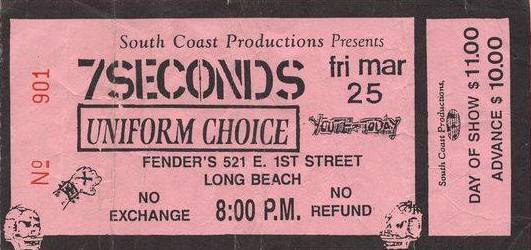 South Coast Productions Presents
7SECONDS
fri mar
25
UNIFORM CHOICE
YOUTH TODAY
FENDER'S 521 E. 1ST STREET
LONG BEACH
NO
EXCHANGE
8:00 P.M.
NO
REFUND
No 901
South Coast Productions,
DAY OF SHOW $ 11.00
ADVANCE $ 10.00